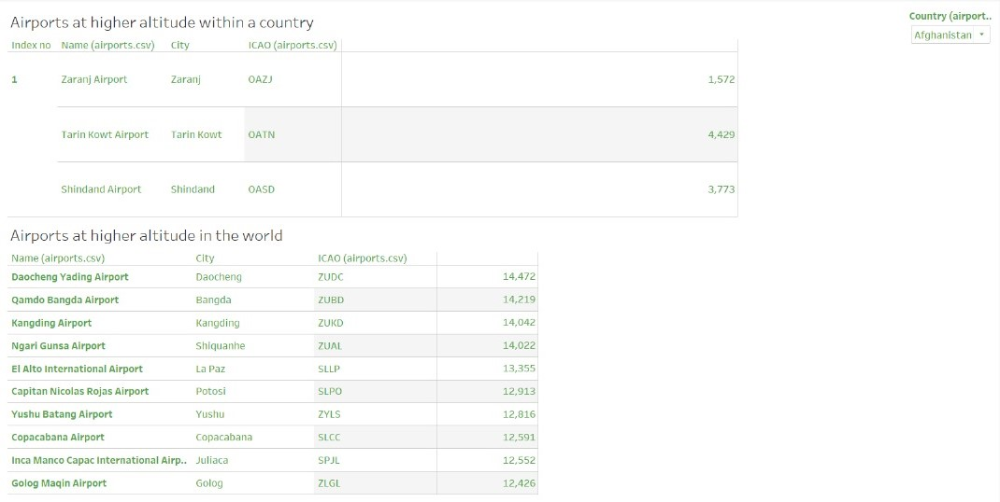 Airports at higher altitude within a country
Country (airport..
Afghanistan
Index no Name (airports.csv) City ICAO (airports.csv)
1 Zaranj Airport Zaranj OAZJ 1,572
Tarin Kowt Airport Tarin Kowt OATN 4,429
Shindand Airport Shindand OASD 3,773
Airports at higher altitude in the world
Name (airports.csv) City ICAO (airports.csv)
Daocheng Yading Airport Daocheng ZUDC 14,472
Qamdo Bangda Airport Bangda ZUBD 14,219
Kangding Airport Kangding ZUKD 14,042
Ngari Gunsa Airport Shiquanhe ZUAL 14,022
El Alto International Airport La Paz SLLP 13,355
Capitan Nicolas Rojas Airport Potosi SLPO 12,913
Yushu Batang Airport Yushu ZYLS 12,816
Copacabana Airport Copacabana SLCC 12,591
Inca Manco Capac International Airp.. Juliaca SPJL 12,552
Golog Maqin Airport Golog ZLGL 12,426